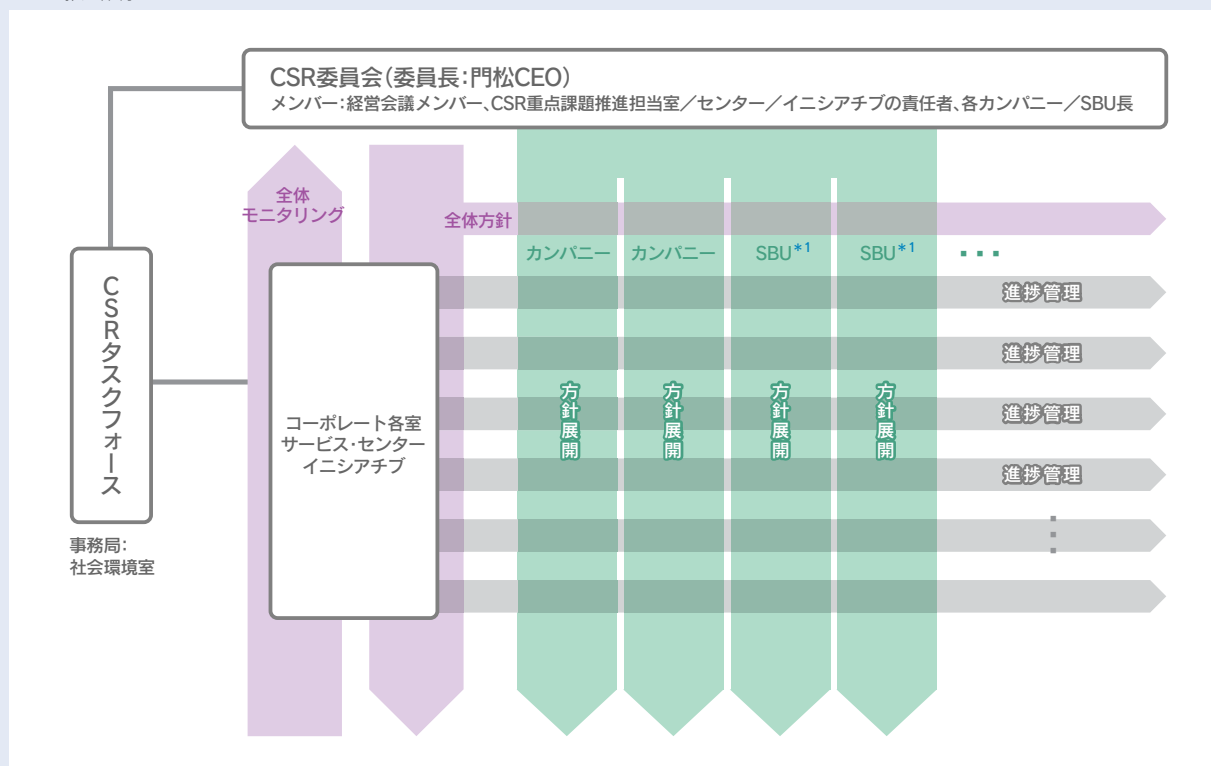 CSR委員会(委員長:門松CEO)
メンバー:経営会議メンバー、CSR重点課題推進担当室/センター/イニシアチブの責任者、各カンパニー/SBU長
全体
モニタリング
全体方針
カンパニー
カンパニー
SBU*1
SBU*1
・・・
CSRタスクフォース
事務局:
社会環境室
コーポレート各室
サービス・センター
イニシアチブ
進捗管理
進捗管理
進捗管理
進捗管理
方針展開
方針展開
方針展開
方針展開